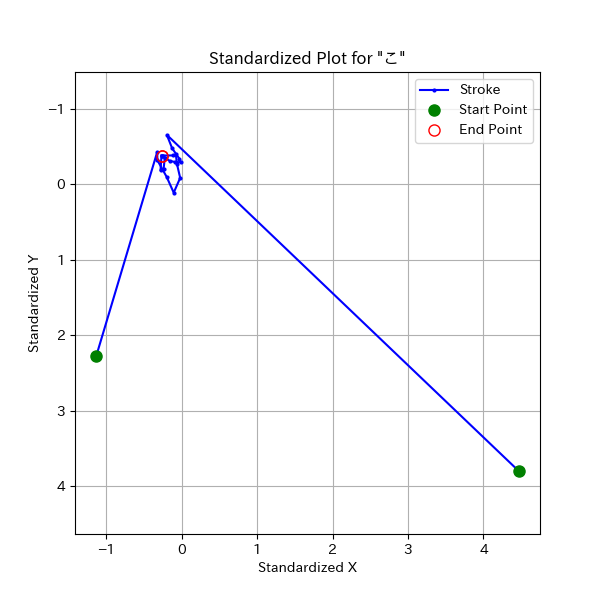 Standardized Plot for "こ"
Stroke
Start Point
End Point
Standardized Y
−1
0
1
2
3
4
−1 0 1 2 3 4
Standardized X